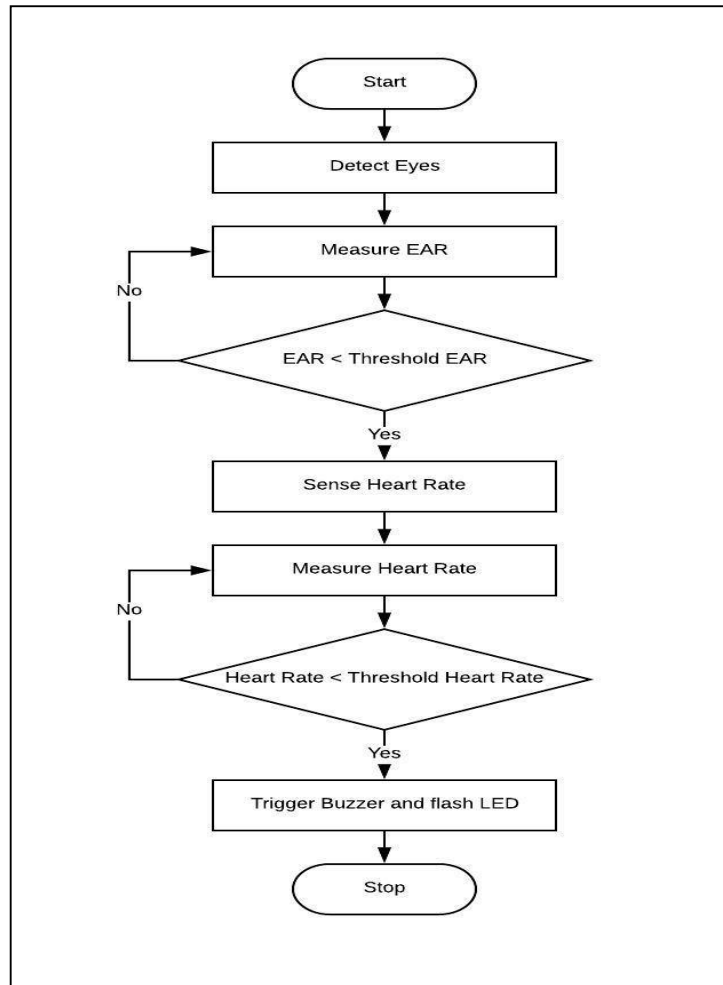 Start
Detect Eyes
Measure EAR
No
EAR < Threshold EAR
Yes
Sense Heart Rate
Measure Heart Rate
No
Heart Rate < Threshold Heart Rate
Yes
Trigger Buzzer and flash LED
Stop